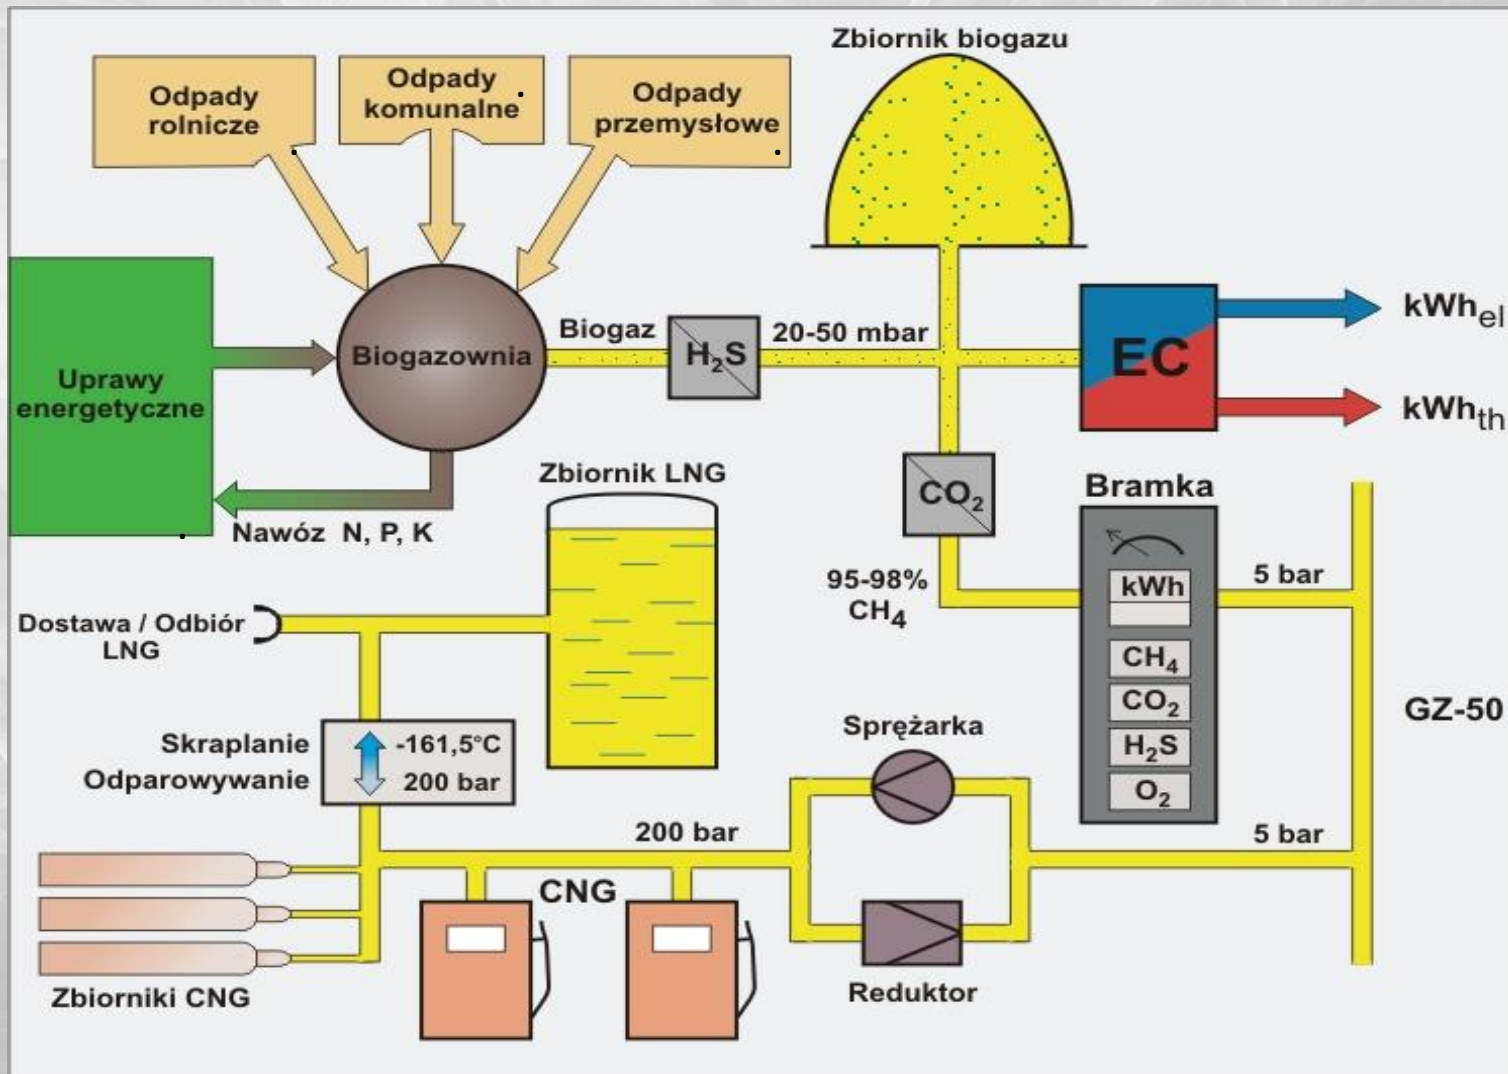 Zbiornik biogazu
Odpady
rolnicze
Odpady
komunalne
Odpady
przemysłowe
Uprawy
energetyczne
Biogazownia
Biogaz
H₂S
20-50 mbar
EC
kWhel
kWhth
Nawóz N, P, K
Zbiornik LNG
CO₂
95-98%
CH₄
Bramka
kWh
CH₄
CO₂
H₂S
O₂
5 bar
GZ-50
5 bar
Dostawa / Odbiór
LNG
Skraplanie
Odparowywanie
-161,5°C
200 bar
Sprężarka
200 bar
Reduktor
CNG
Zbiorniki CNG